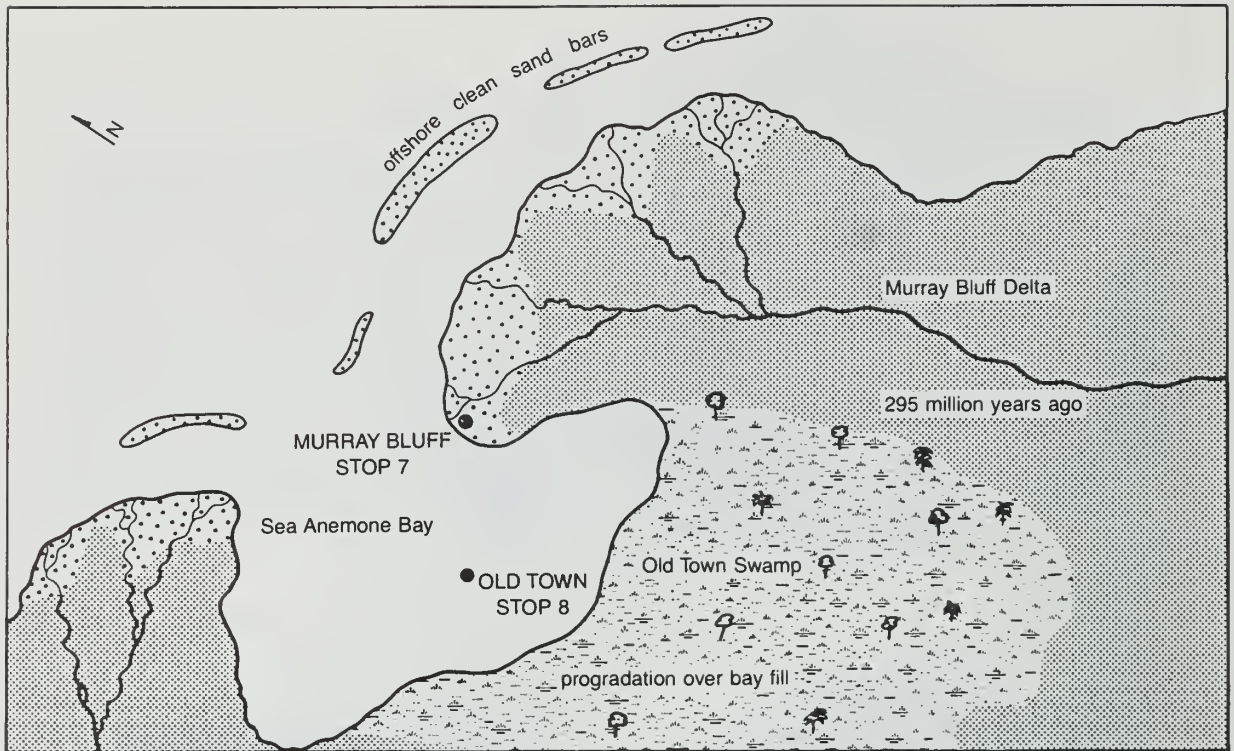 offshore clean sand bars
N
Murray Bluff Delta
295 million years ago
MURRAY BLUFF
STOP 7
Sea Anemone Bay
OLD TOWN
STOP 8
Old Town Swamp
progradation over bay fill